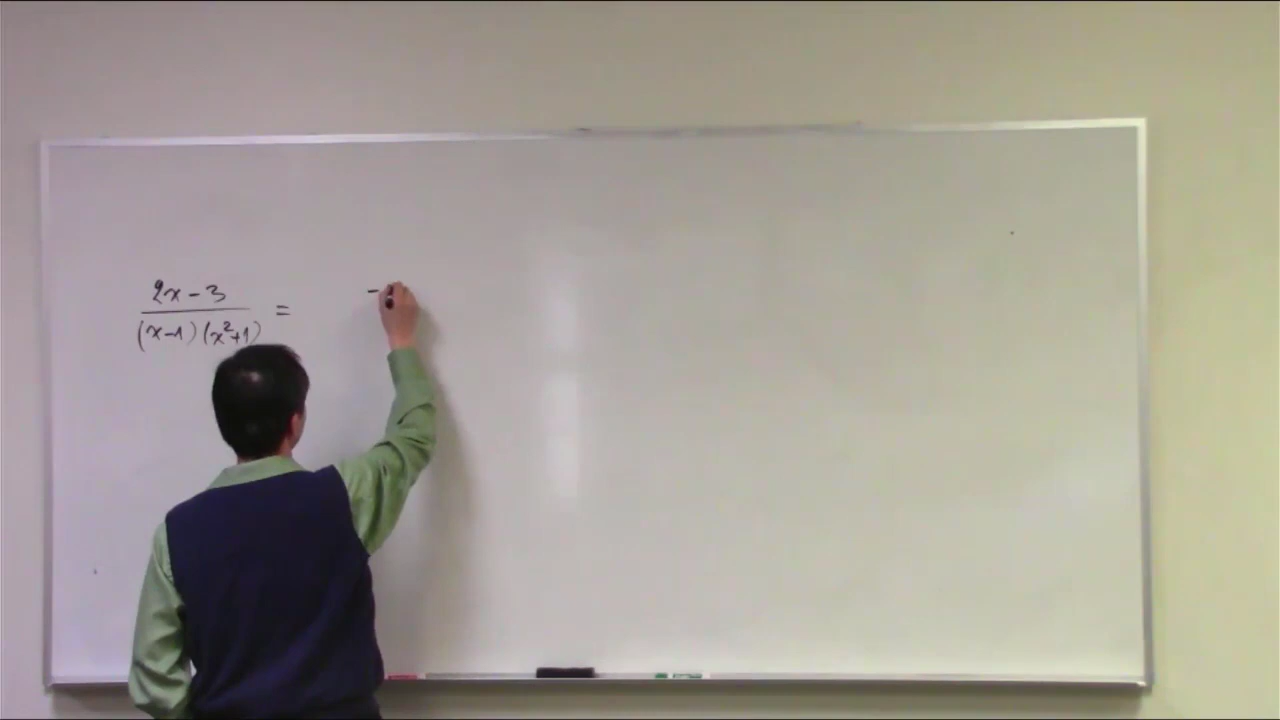 2x - 3
(x-1)(x²+1) =
-